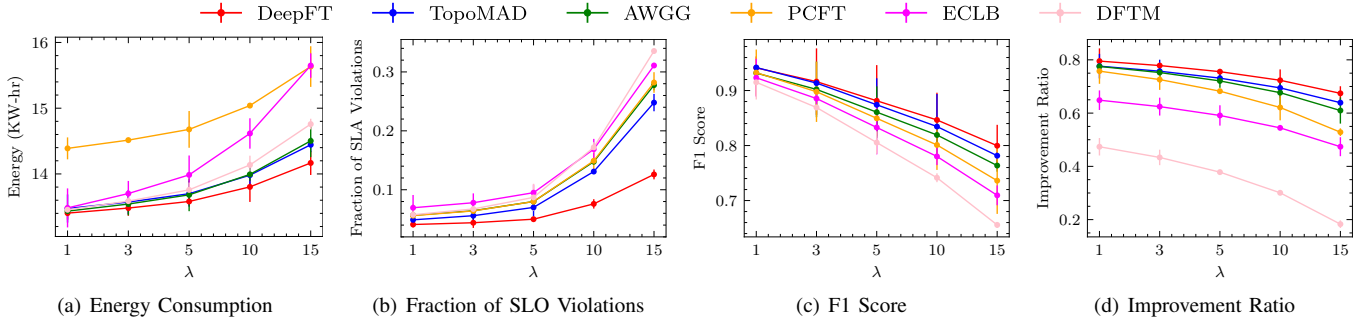 DeepFT TopoMAD AWGG PCFT ECLB DFTM
Energy (KW-hr)
16
15
14
1 3 5 10 15
λ
(a) Energy Consumption
Fraction of SLA Violations
0.3
0.2
0.1
1 3 5 10 15
λ
(b) Fraction of SLO Violations
F1 Score
0.9
0.8
0.7
1 3 5 10 15
λ
(c) F1 Score
Improvement Ratio
0.8
0.6
0.4
0.2
1 3 5 10 15
λ
(d) Improvement Ratio